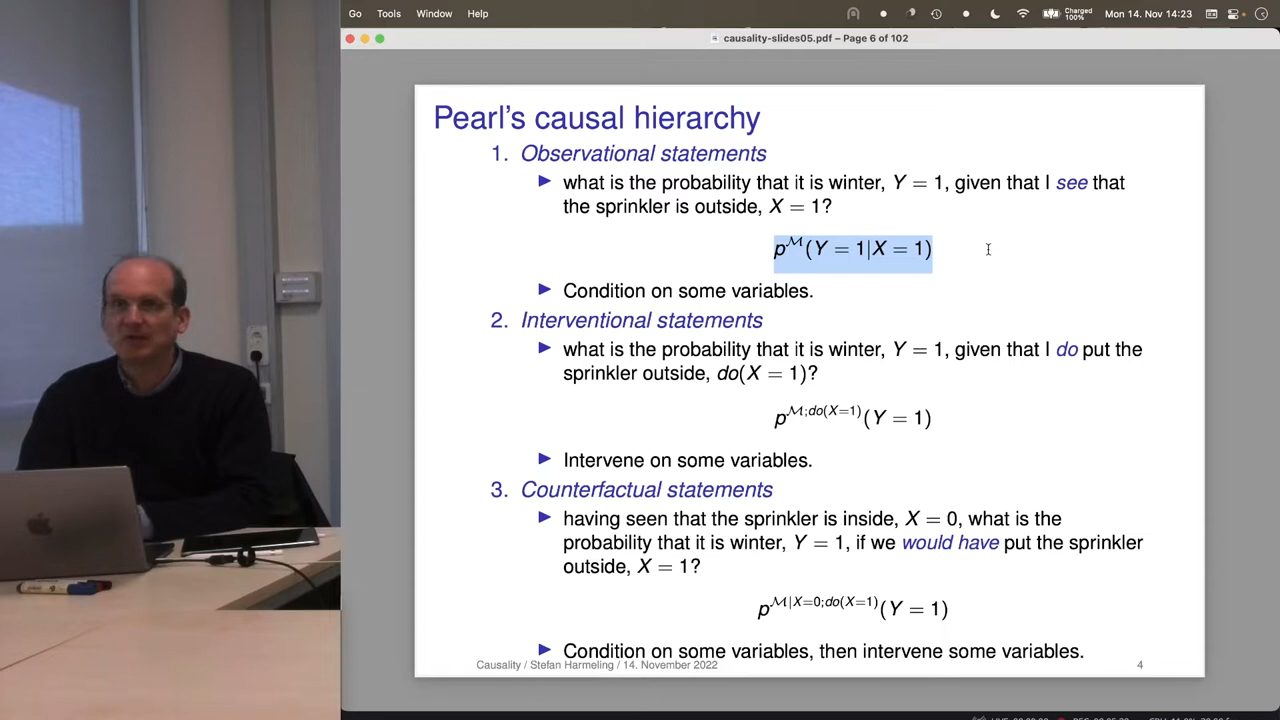 Go Tools Window Help Charged 100% Mon 14. Nov 14:23
causality-slides05.pdf – Page 6 of 102
Pearl's causal hierarchy
1. Observational statements
▶ what is the probability that it is winter, Y = 1, given that I see that
the sprinkler is outside, X = 1?
p^ℳ(Y = 1|X = 1)
▶ Condition on some variables.
2. Interventional statements
▶ what is the probability that it is winter, Y = 1, given that I do put the
sprinkler outside, do(X = 1)?
p^ℳ;do(X=1)(Y = 1)
▶ Intervene on some variables.
3. Counterfactual statements
▶ having seen that the sprinkler is inside, X = 0, what is the
probability that it is winter, Y = 1, if we would have put the sprinkler
outside, X = 1?
p^ℳ|X=0;do(X=1)(Y = 1)
▶ Condition on some variables, then intervene some variables.
Causality / Stefan Harmeling / 14. November 2022 4